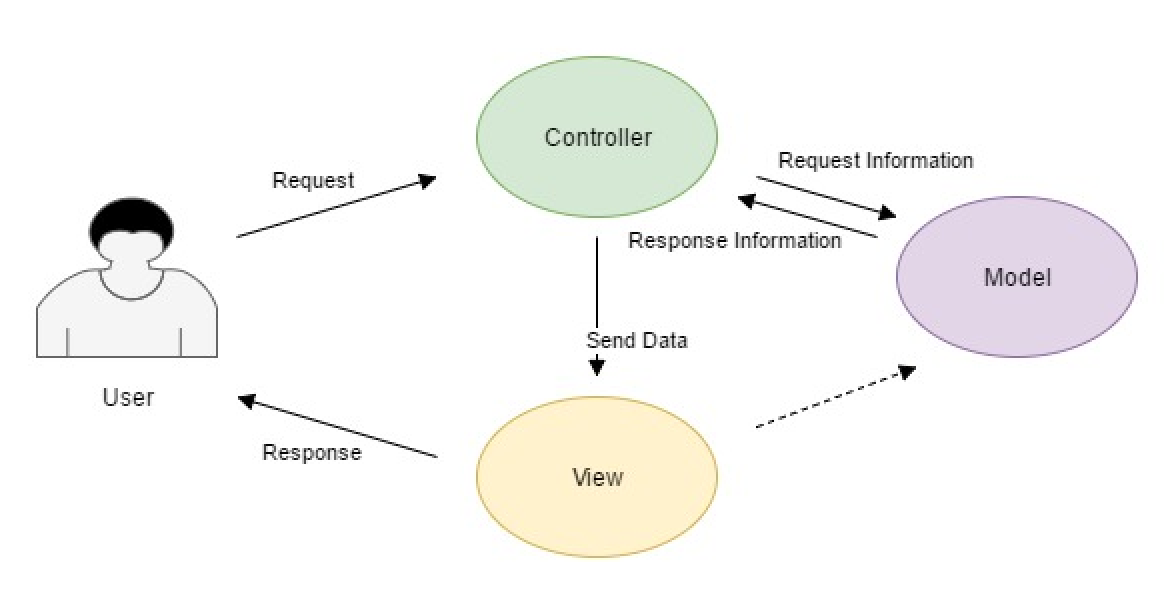 Controller
Request Information
Request
Response Information
Model
Send Data
User
Response
View